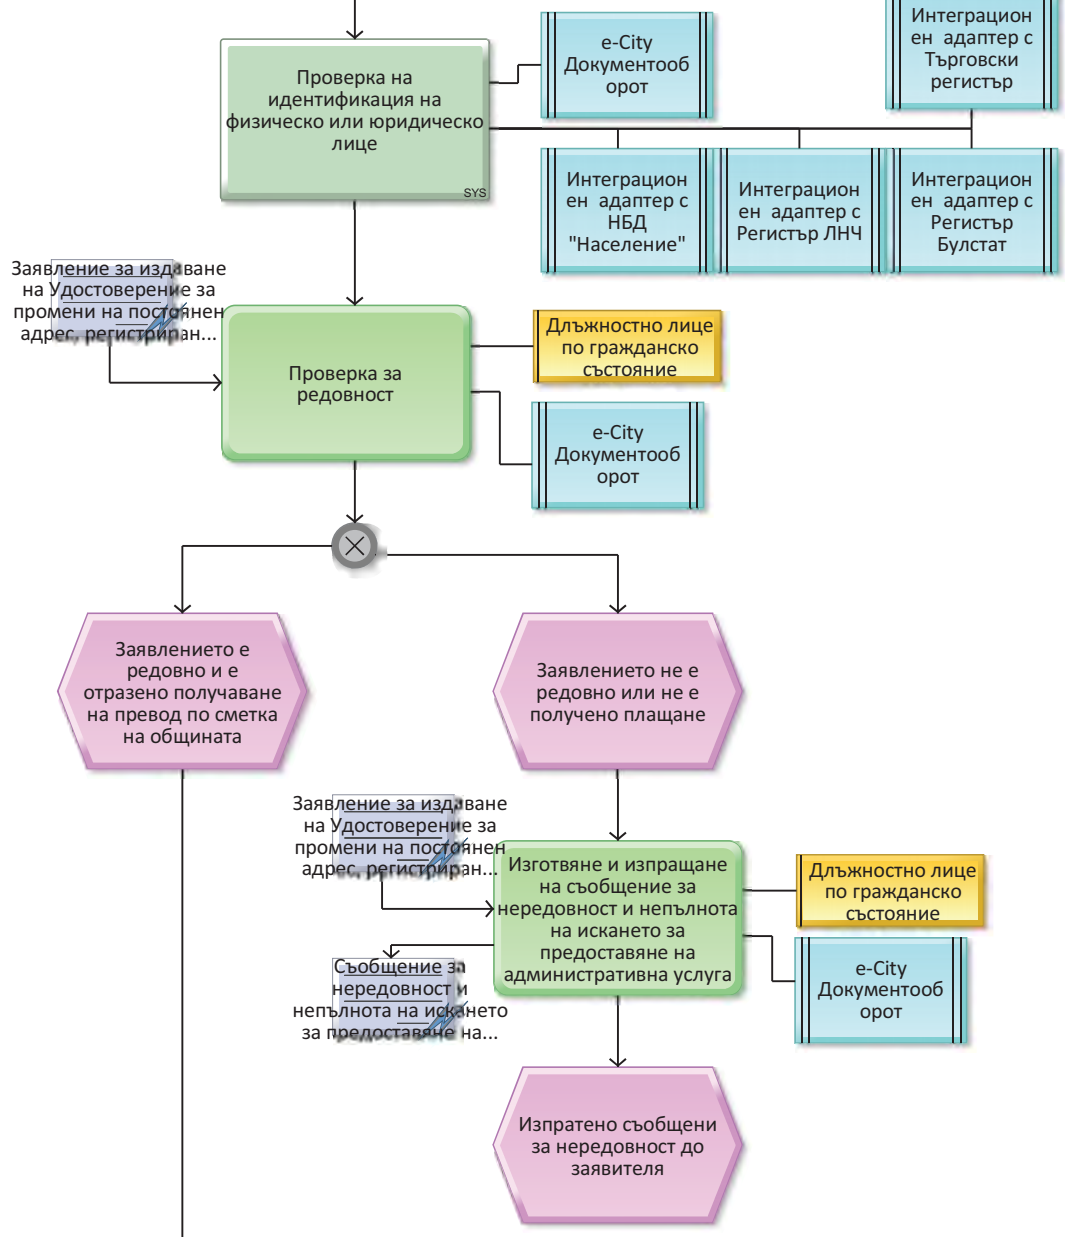 Интеграцион
ен адаптер с
Търговски
регистър
e-City
Документооб
орот
Проверка на
идентификация на
физическо или юридическо
лице
SYS
Интеграцион
ен адаптер с
НБД
"Население"
Интеграцион
ен адаптер с
Регистър ЛНЧ
Интеграцион
ен адаптер с
Регистър
Булстат
Заявление за издаване
на Удостоверение за
промени на постоянен
адрес, регистриран...
Проверка за
редовност
Длъжностно лице
по гражданско
състояние
e-City
Документооб
орот
Заявлението е
редовно и е
отразено получаване
на превод по сметка
на общината
Заявлението не е
редовно или не е
получено плащане
Заявление за издаване
на Удостоверение за
промени на постоянен
адрес, регистриран...
Изготвяне и изпращане
на съобщение за
нередовност и непълнота
на искането за
предоставяне на
административна услуга
Длъжностно лице
по гражданско
състояние
e-City
Документооб
орот
Съобщение за
нередовност и
непълнота на искането
за предоставяне на...
Изпратено съобщени
за нередовност до
заявителя